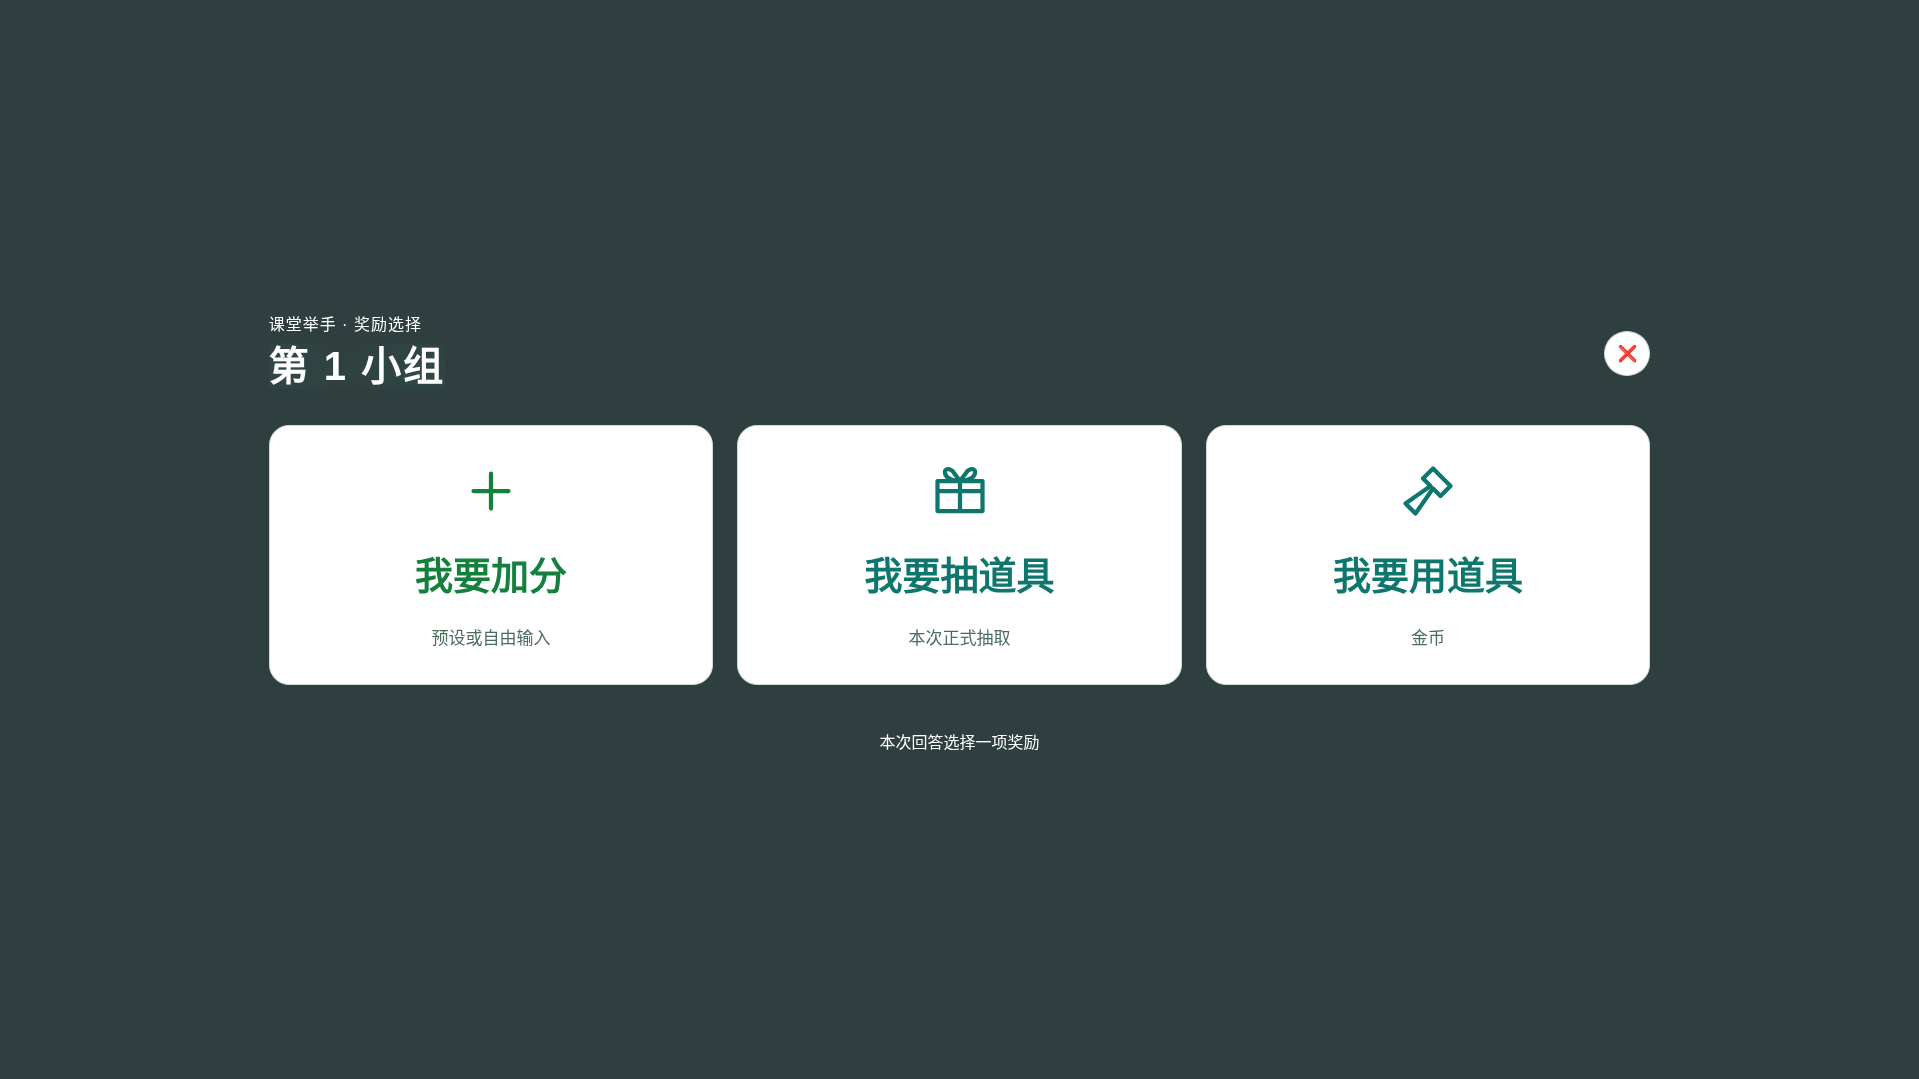 课堂举手 · 奖励选择
第 1 小组
我要加分
预设或自由输入
我要抽道具
本次正式抽取
我要用道具
金币
本次回答选择一项奖励